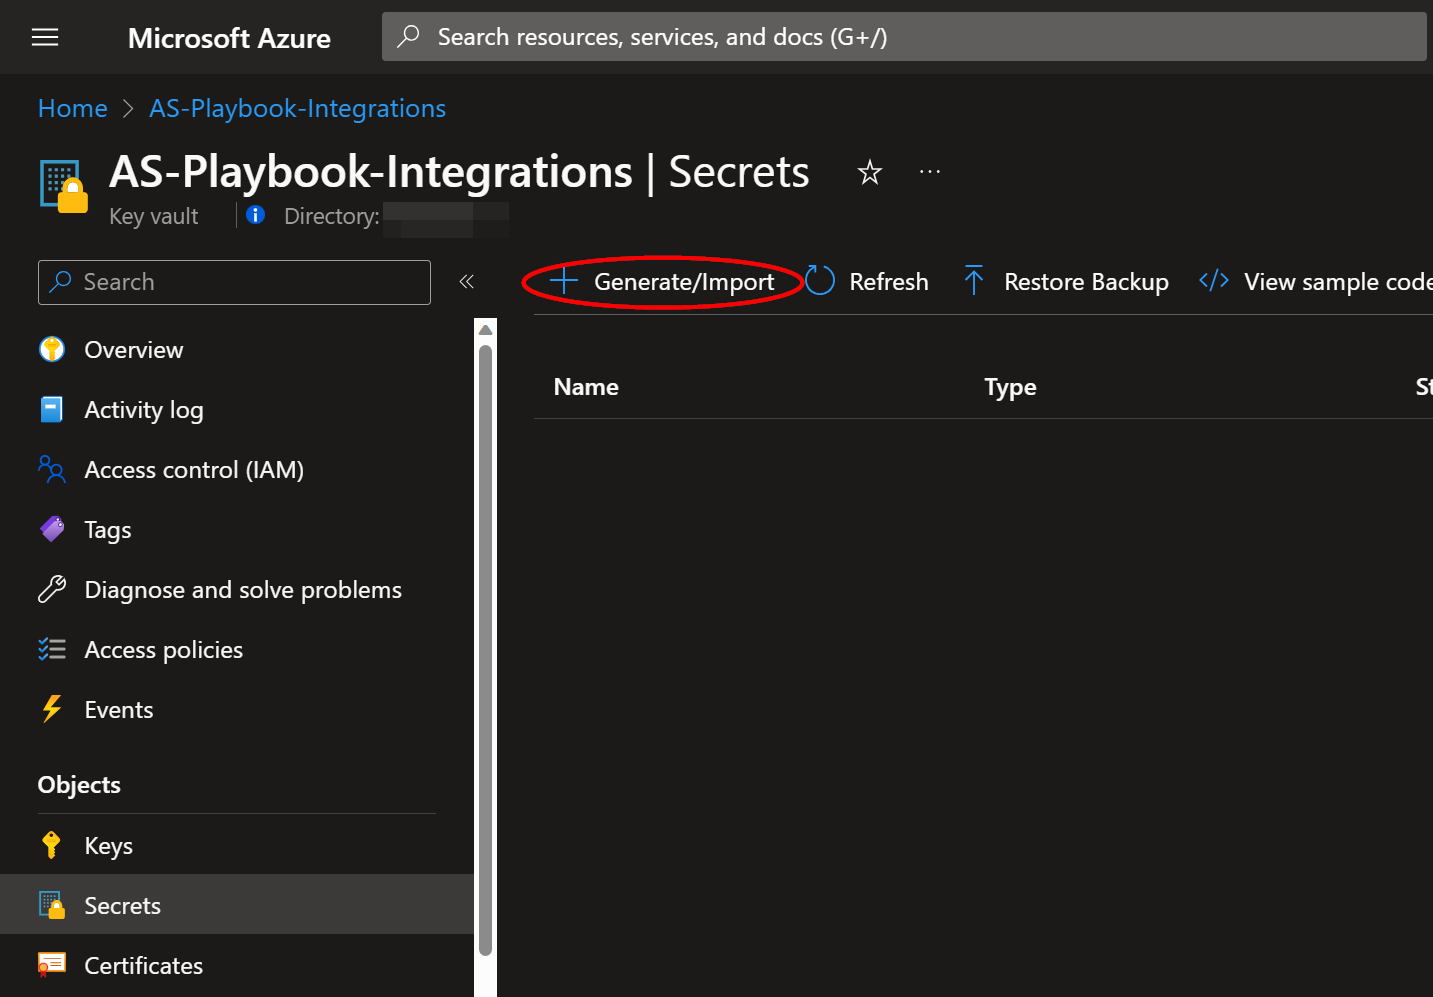 Microsoft Azure
Search resources, services, and docs (G+/)
Home > AS-Playbook-Integrations
AS-Playbook-Integrations | Secrets
Key vault
Directory:
Search
Generate/Import
Refresh
Restore Backup
View sample code
Overview
Activity log
Access control (IAM)
Tags
Diagnose and solve problems
Access policies
Events
Objects
Keys
Secrets
Certificates
Name
Type